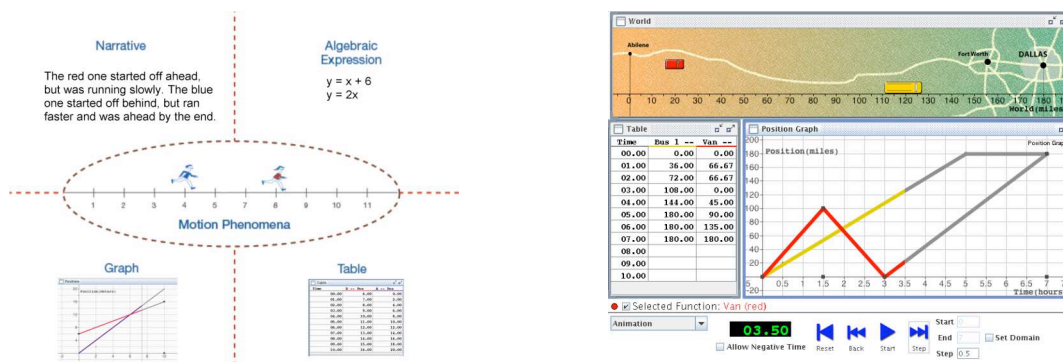 Narrative
The red one started off ahead,
but was running slowly. The blue
one started off behind, but ran
faster and was ahead by the end.
Algebraic
Expression
y = x + 6
y = 2x
1 2 3 4 5 6 7 8 9 10 11
Motion Phenomena
Graph
Table
World
Abilene
Fort Worth
DALLAS
0 10 20 30 40 50 60 70 80 90 100 110 120 130 140 150 160 170 180
World(miles
Table
Time Bus 1 -- Van --
00.00 0.00 0.00
01.00 36.00 66.67
02.00 72.00 66.67
03.00 108.00 0.00
04.00 144.00 45.00
05.00 180.00 90.00
06.00 180.00 135.00
07.00 180.00 180.00
08.00
09.00
10.00
Position Graph
Position Grap
Position(miles)
200
180
160
140
120
100
80
60
40
20
-20
0.5 1 1.5 2 2.5 3 3.5 4 4.5 5 5.5 6 6.5 7
Time(hours
Selected Function: Van (red)
Animation
03.50
Allow Negative Time
Reset Back Start Step
Start 0
End 7
Set Domain
Step 0.5